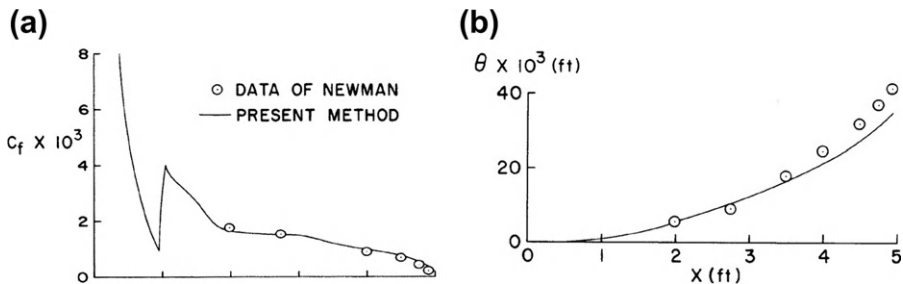 (a)
8
6
C_f X 10³
4
2
0
⊙ DATA OF NEWMAN
— PRESENT METHOD
(b)
θ X 10³ (ft)
40
20
0
0 1 2 3 4 5
X (ft)